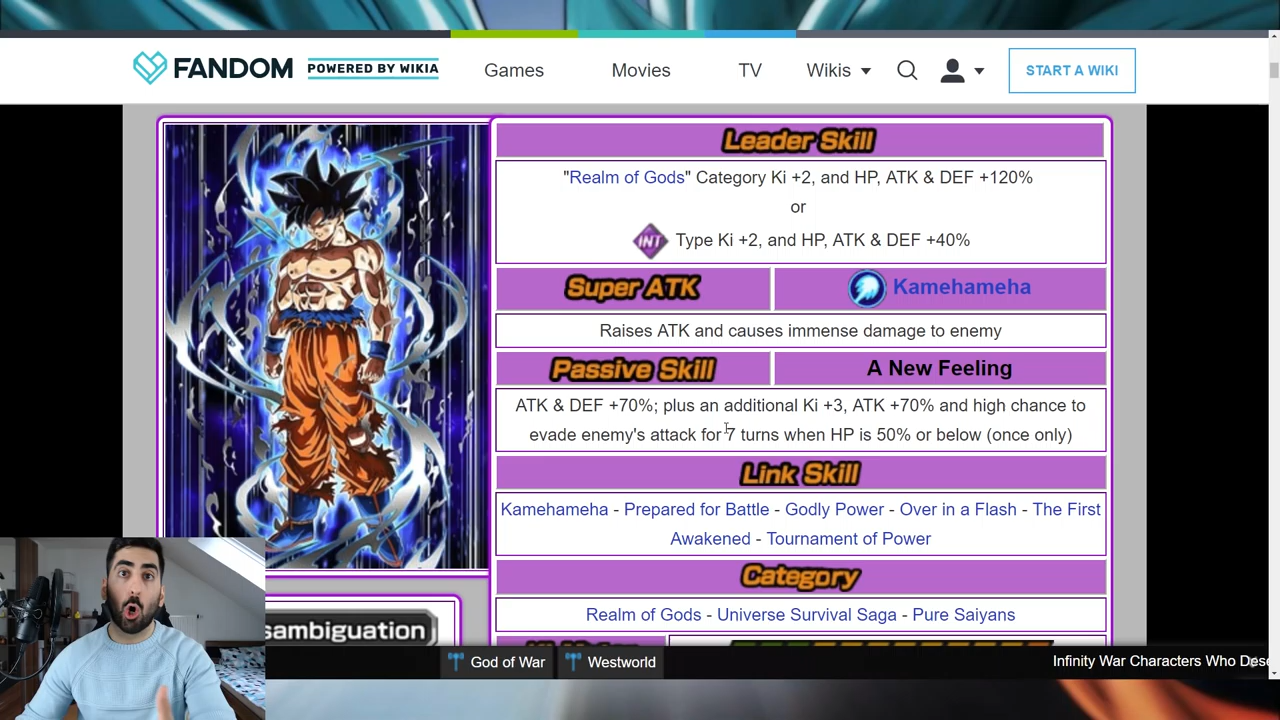 FANDOM
POWERED BY WIKIA
Games
Movies
TV
Wikis
START A WIKI
Leader Skill
"Realm of Gods" Category Ki +2, and HP, ATK & DEF +120%
or
INT Type Ki +2, and HP, ATK & DEF +40%
Super ATK
Kamehameha
Raises ATK and causes immense damage to enemy
Passive Skill
A New Feeling
ATK & DEF +70%; plus an additional Ki +3, ATK +70% and high chance to
evade enemy's attack for 7 turns when HP is 50% or below (once only)
Link Skill
Kamehameha - Prepared for Battle - Godly Power - Over in a Flash - The First
Awakened - Tournament of Power
Category
Realm of Gods - Universe Survival Saga - Pure Saiyans
sambiguation
God of War
Westworld
Infinity War Characters Who Dese